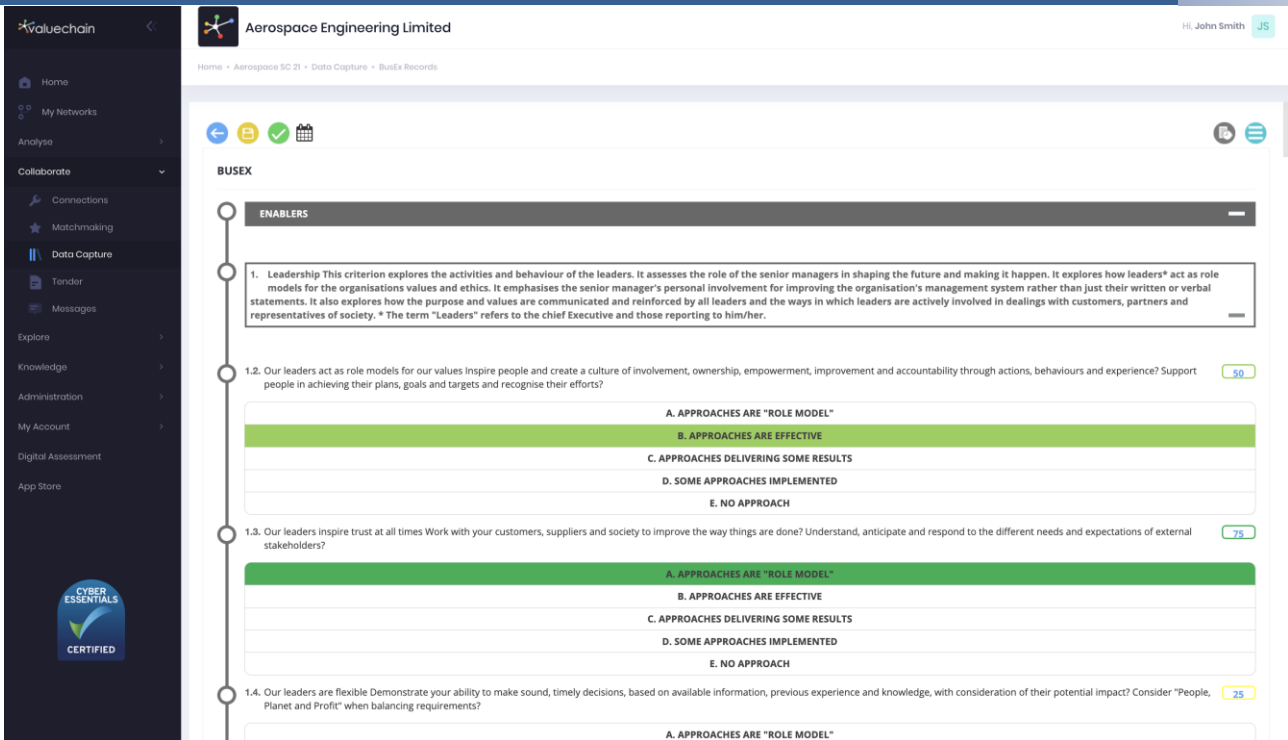 valuechain
Aerospace Engineering Limited
Hi, John Smith JS
Home • Aerospace SC 21 • Data Capture • BusEx Records
Home
My Networks
Analyse
Collaborate
Connections
Matchmaking
Data Capture
Tender
Messages
Explore
Knowledge
Administration
My Account
Digital Assessment
App Store
CYBER
ESSENTIALS
CERTIFIED
BUSEX
ENABLERS
1. Leadership This criterion explores the activities and behaviour of the leaders. It assesses the role of the senior managers in shaping the future and making it happen. It explores how leaders* act as role
models for the organisations values and ethics. It emphasises the senior manager's personal involvement for improving the organisation's management system rather than just their written or verbal
statements. It also explores how the purpose and values are communicated and reinforced by all leaders and the ways in which leaders are actively involved in dealings with customers, partners and
representatives of society. * The term "Leaders" refers to the chief Executive and those reporting to him/her.
1.2. Our leaders act as role models for our values Inspire people and create a culture of involvement, ownership, empowerment, improvement and accountability through actions, behaviours and experience? Support
people in achieving their plans, goals and targets and recognise their efforts?
50
A. APPROACHES ARE "ROLE MODEL"
B. APPROACHES ARE EFFECTIVE
C. APPROACHES DELIVERING SOME RESULTS
D. SOME APPROACHES IMPLEMENTED
E. NO APPROACH
1.3. Our leaders inspire trust at all times Work with your customers, suppliers and society to improve the way things are done? Understand, anticipate and respond to the different needs and expectations of external
stakeholders?
75
A. APPROACHES ARE "ROLE MODEL"
B. APPROACHES ARE EFFECTIVE
C. APPROACHES DELIVERING SOME RESULTS
D. SOME APPROACHES IMPLEMENTED
E. NO APPROACH
1.4. Our leaders are flexible Demonstrate your ability to make sound, timely decisions, based on available information, previous experience and knowledge, with consideration of their potential impact? Consider "People,
Planet and Profit" when balancing requirements?
25
A. APPROACHES ARE "ROLE MODEL"